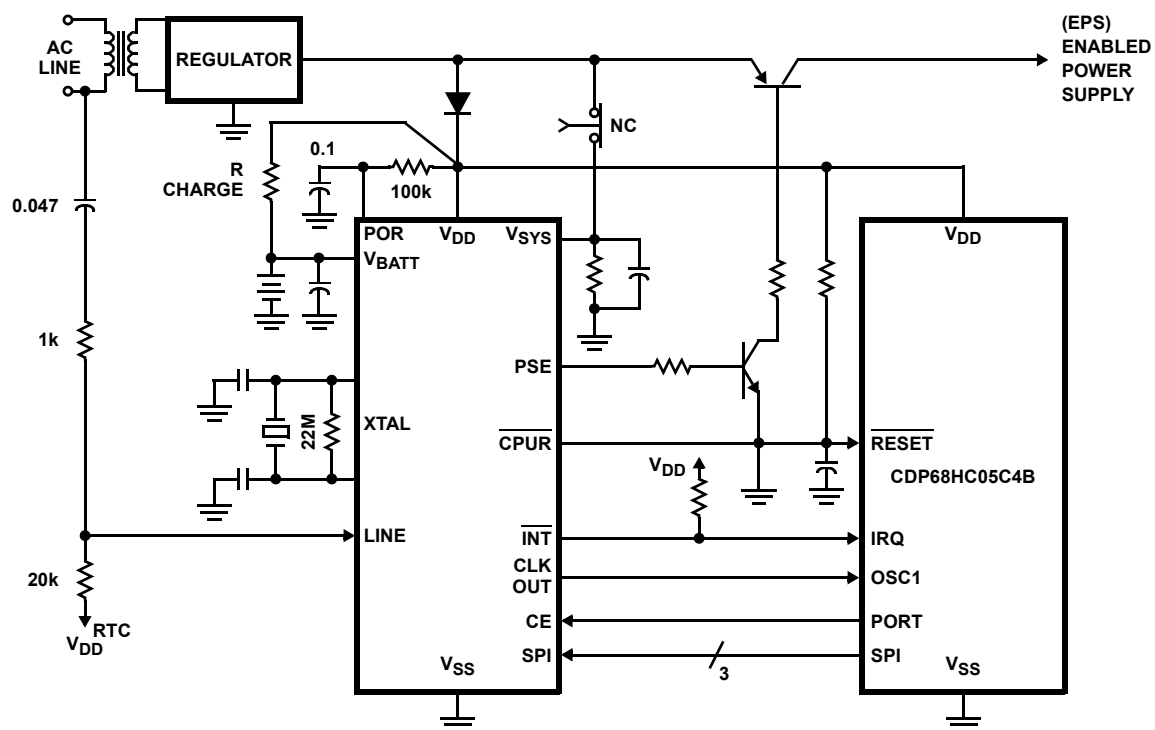 (EPS)
ENABLED
POWER
SUPPLY
AC
LINE
REGULATOR
NC
R
CHARGE
0.1
100k
0.047
POR
VDD
VSYS
VBATT
VDD
1k
PSE
XTAL
22M
CPUR
RESET
VDD
CDP68HC05C4B
LINE
INT
IRQ
CLK
OUT
OSC1
20k
CE
PORT
VDD
RTC
SPI
3
SPI
VSS
VSS